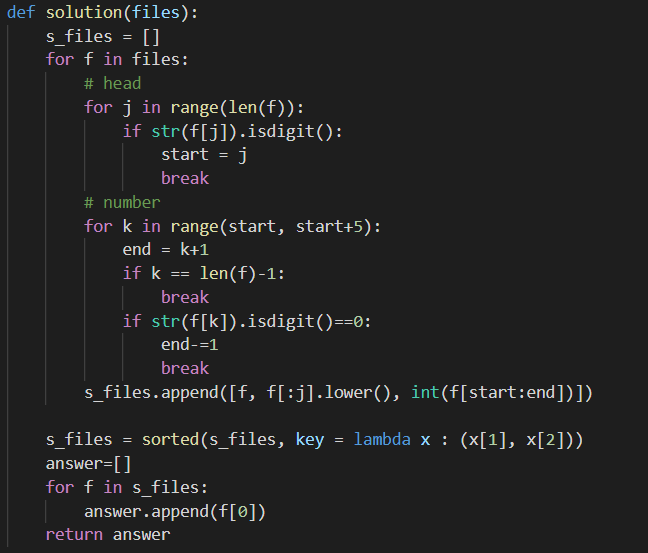 def solution(files):
    s_files = []
    for f in files:
        # head
        for j in range(len(f)):
            if str(f[j]).isdigit():
                start = j
                break
        # number
        for k in range(start, start+5):
            end = k+1
            if k == len(f)-1:
                break
            if str(f[k]).isdigit()==0:
                end-=1
                break
        s_files.append([f, f[:j].lower(), int(f[start:end])])

    s_files = sorted(s_files, key = lambda x : (x[1], x[2]))
    answer=[]
    for f in s_files:
        answer.append(f[0])
    return answer